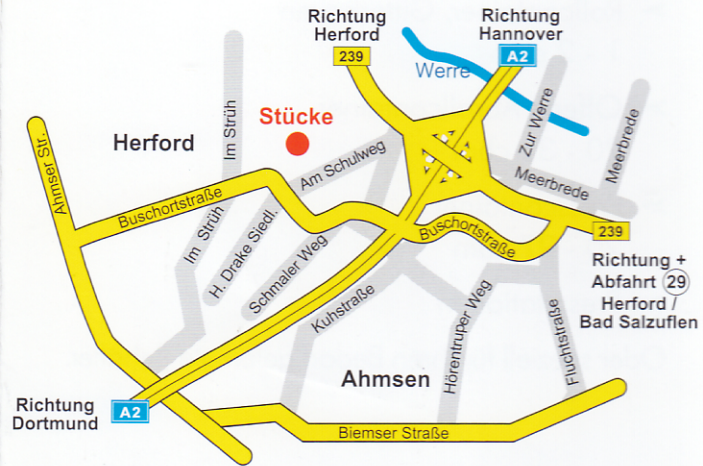 Richtung
Herford
239
Richtung
Hannover
A2
Werre
Stücke
Herford
Im Strüh
Zur Werre
Meerbrede
Ahmser Str.
Am Schulweg
Meerbrede
Buschortstraße
Im Strüh
H. Drake Siedl.
Schmaler Weg
Buschortstraße
239
Richtung +
Abfahrt 29
Herford /
Bad Salzuflen
Kuhstraße
Hörentruper Weg
Fluchtstraße
Ahmsen
Richtung
Dortmund
A2
Biemser Straße